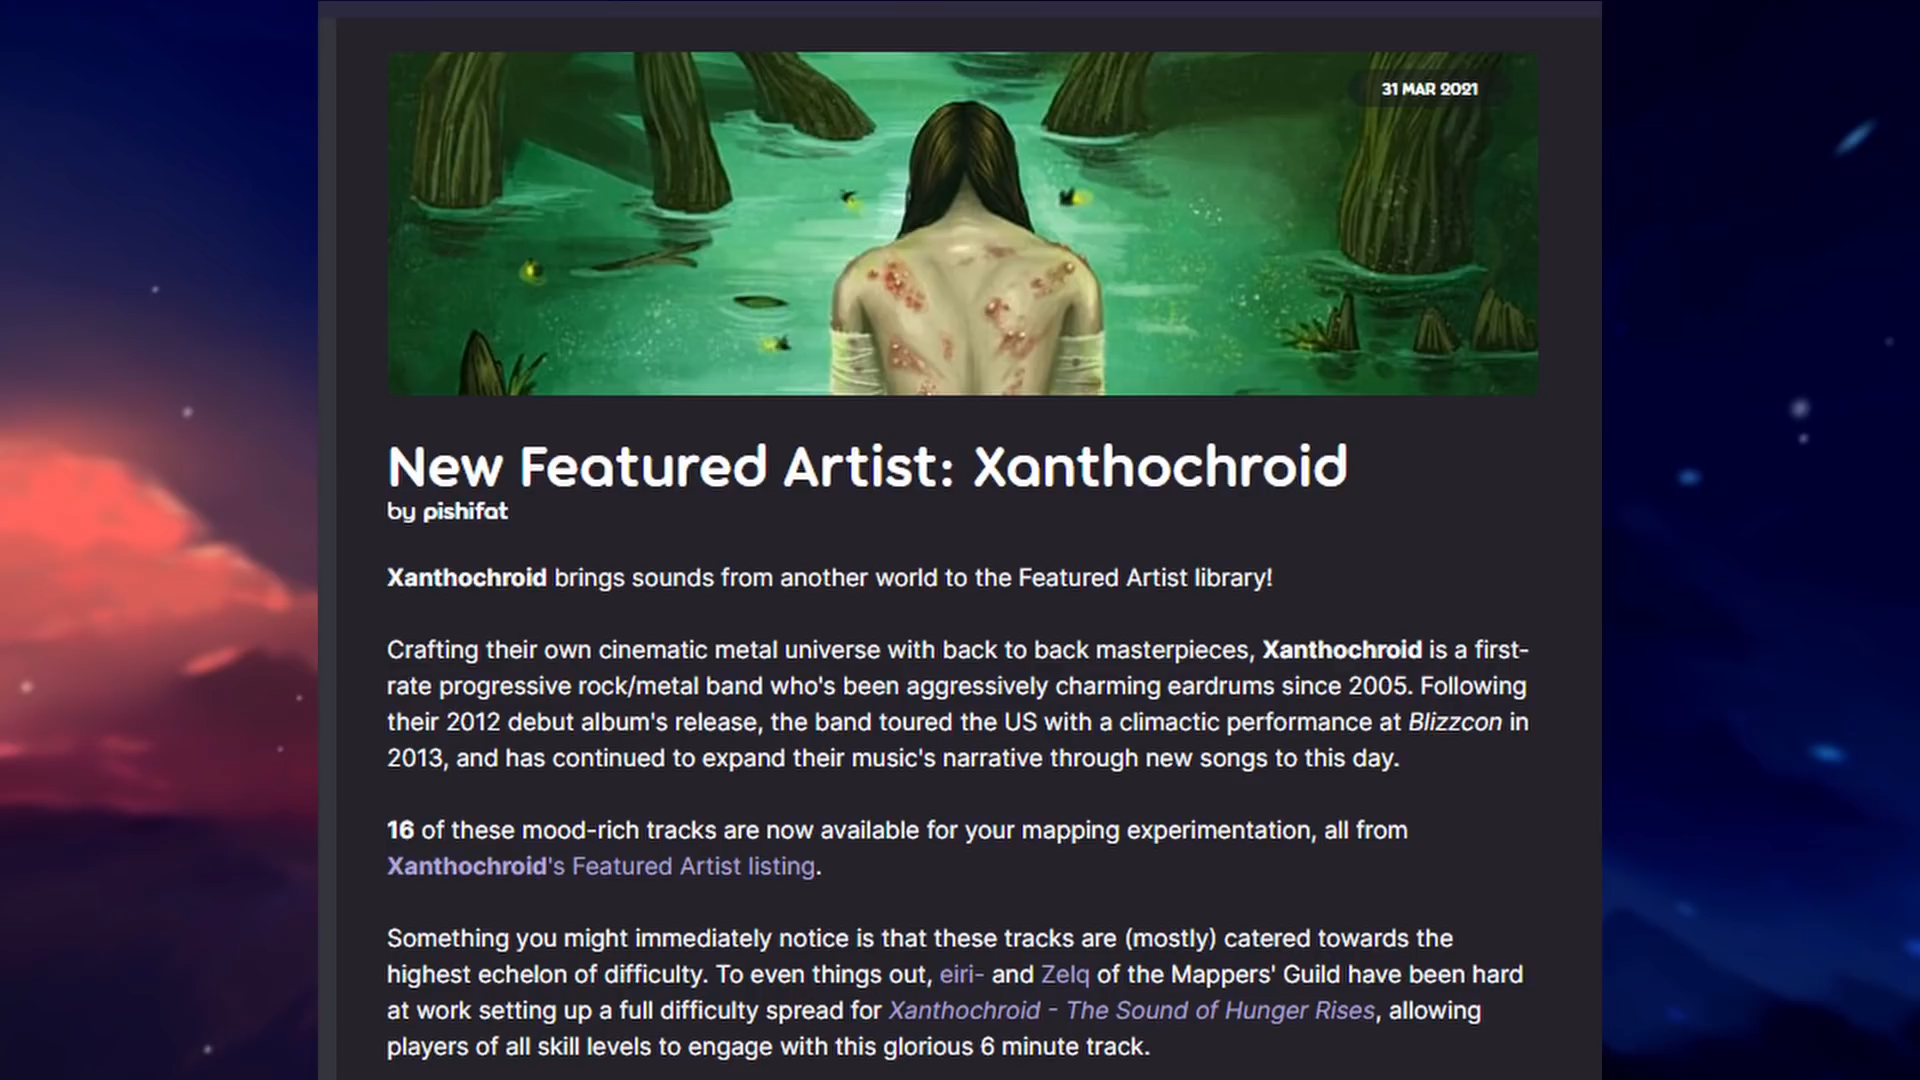 31 MAR 2021
New Featured Artist: Xanthochroid
by pishifat
Xanthochroid brings sounds from another world to the Featured Artist library!
Crafting their own cinematic metal universe with back to back masterpieces, Xanthochroid is a first-
rate progressive rock/metal band who's been aggressively charming eardrums since 2005. Following
their 2012 debut album's release, the band toured the US with a climactic performance at Blizzcon in
2013, and has continued to expand their music's narrative through new songs to this day.
16 of these mood-rich tracks are now available for your mapping experimentation, all from
Xanthochroid's Featured Artist listing.
Something you might immediately notice is that these tracks are (mostly) catered towards the
highest echelon of difficulty. To even things out, eiri- and Zelq of the Mappers' Guild have been hard
at work setting up a full difficulty spread for Xanthochroid - The Sound of Hunger Rises, allowing
players of all skill levels to engage with this glorious 6 minute track.